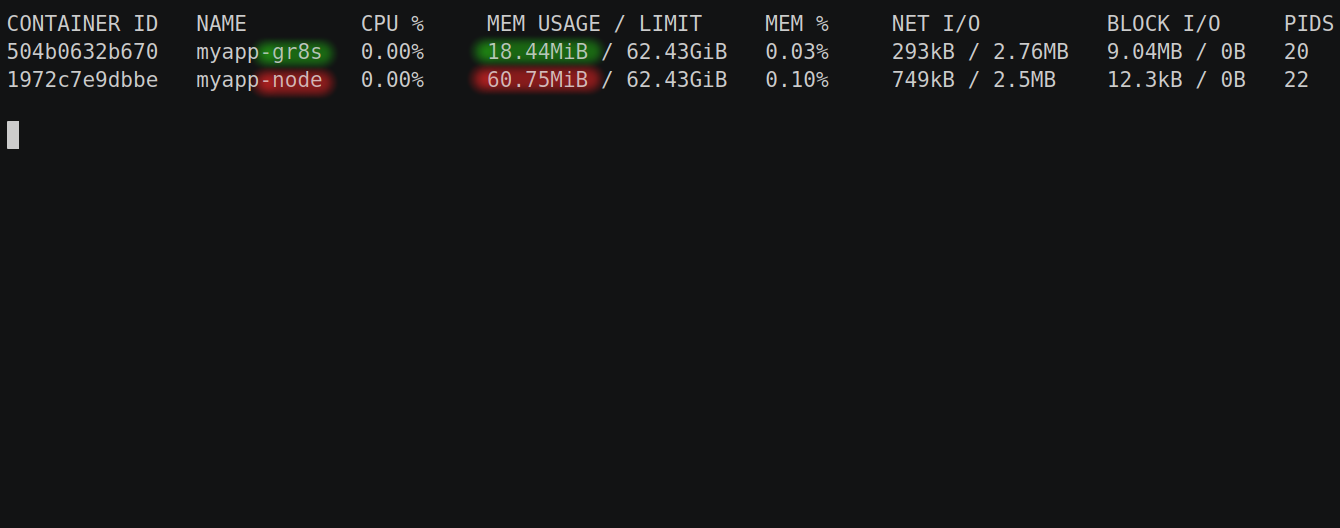 CONTAINER ID NAME CPU % MEM USAGE / LIMIT MEM % NET I/O BLOCK I/O PIDS
504b0632b670 myapp-gr8s 0.00% 18.44MiB / 62.43GiB 0.03% 293kB / 2.76MB 9.04MB / 0B 20
1972c7e9dbbe myapp-node 0.00% 60.75MiB / 62.43GiB 0.10% 749kB / 2.5MB 12.3kB / 0B 22